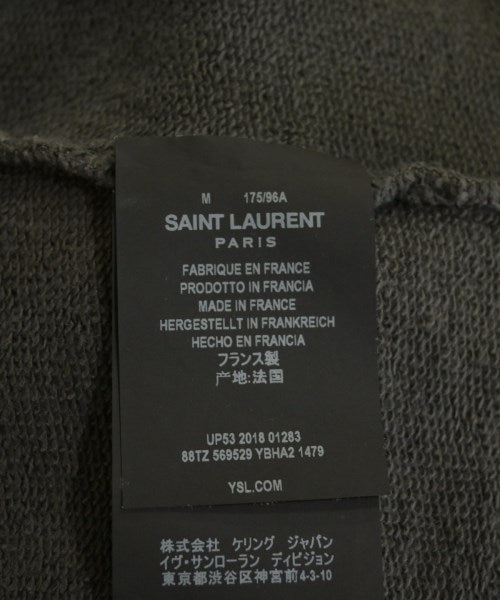 M 175/96A
SAINT LAURENT
PARIS
FABRIQUE EN FRANCE
PRODOTTO IN FRANCIA
MADE IN FRANCE
HERGESTELLT IN FRANKREICH
HECHO EN FRANCIA
フランス製
产地:法国
UP53 2018 01283
88TZ 569529 YBHA2 1479
YSL.COM
株式会社 ケリング ジャパン
イヴ・サンローラン ディビジョン
東京都渋谷区神宮前4-3-10